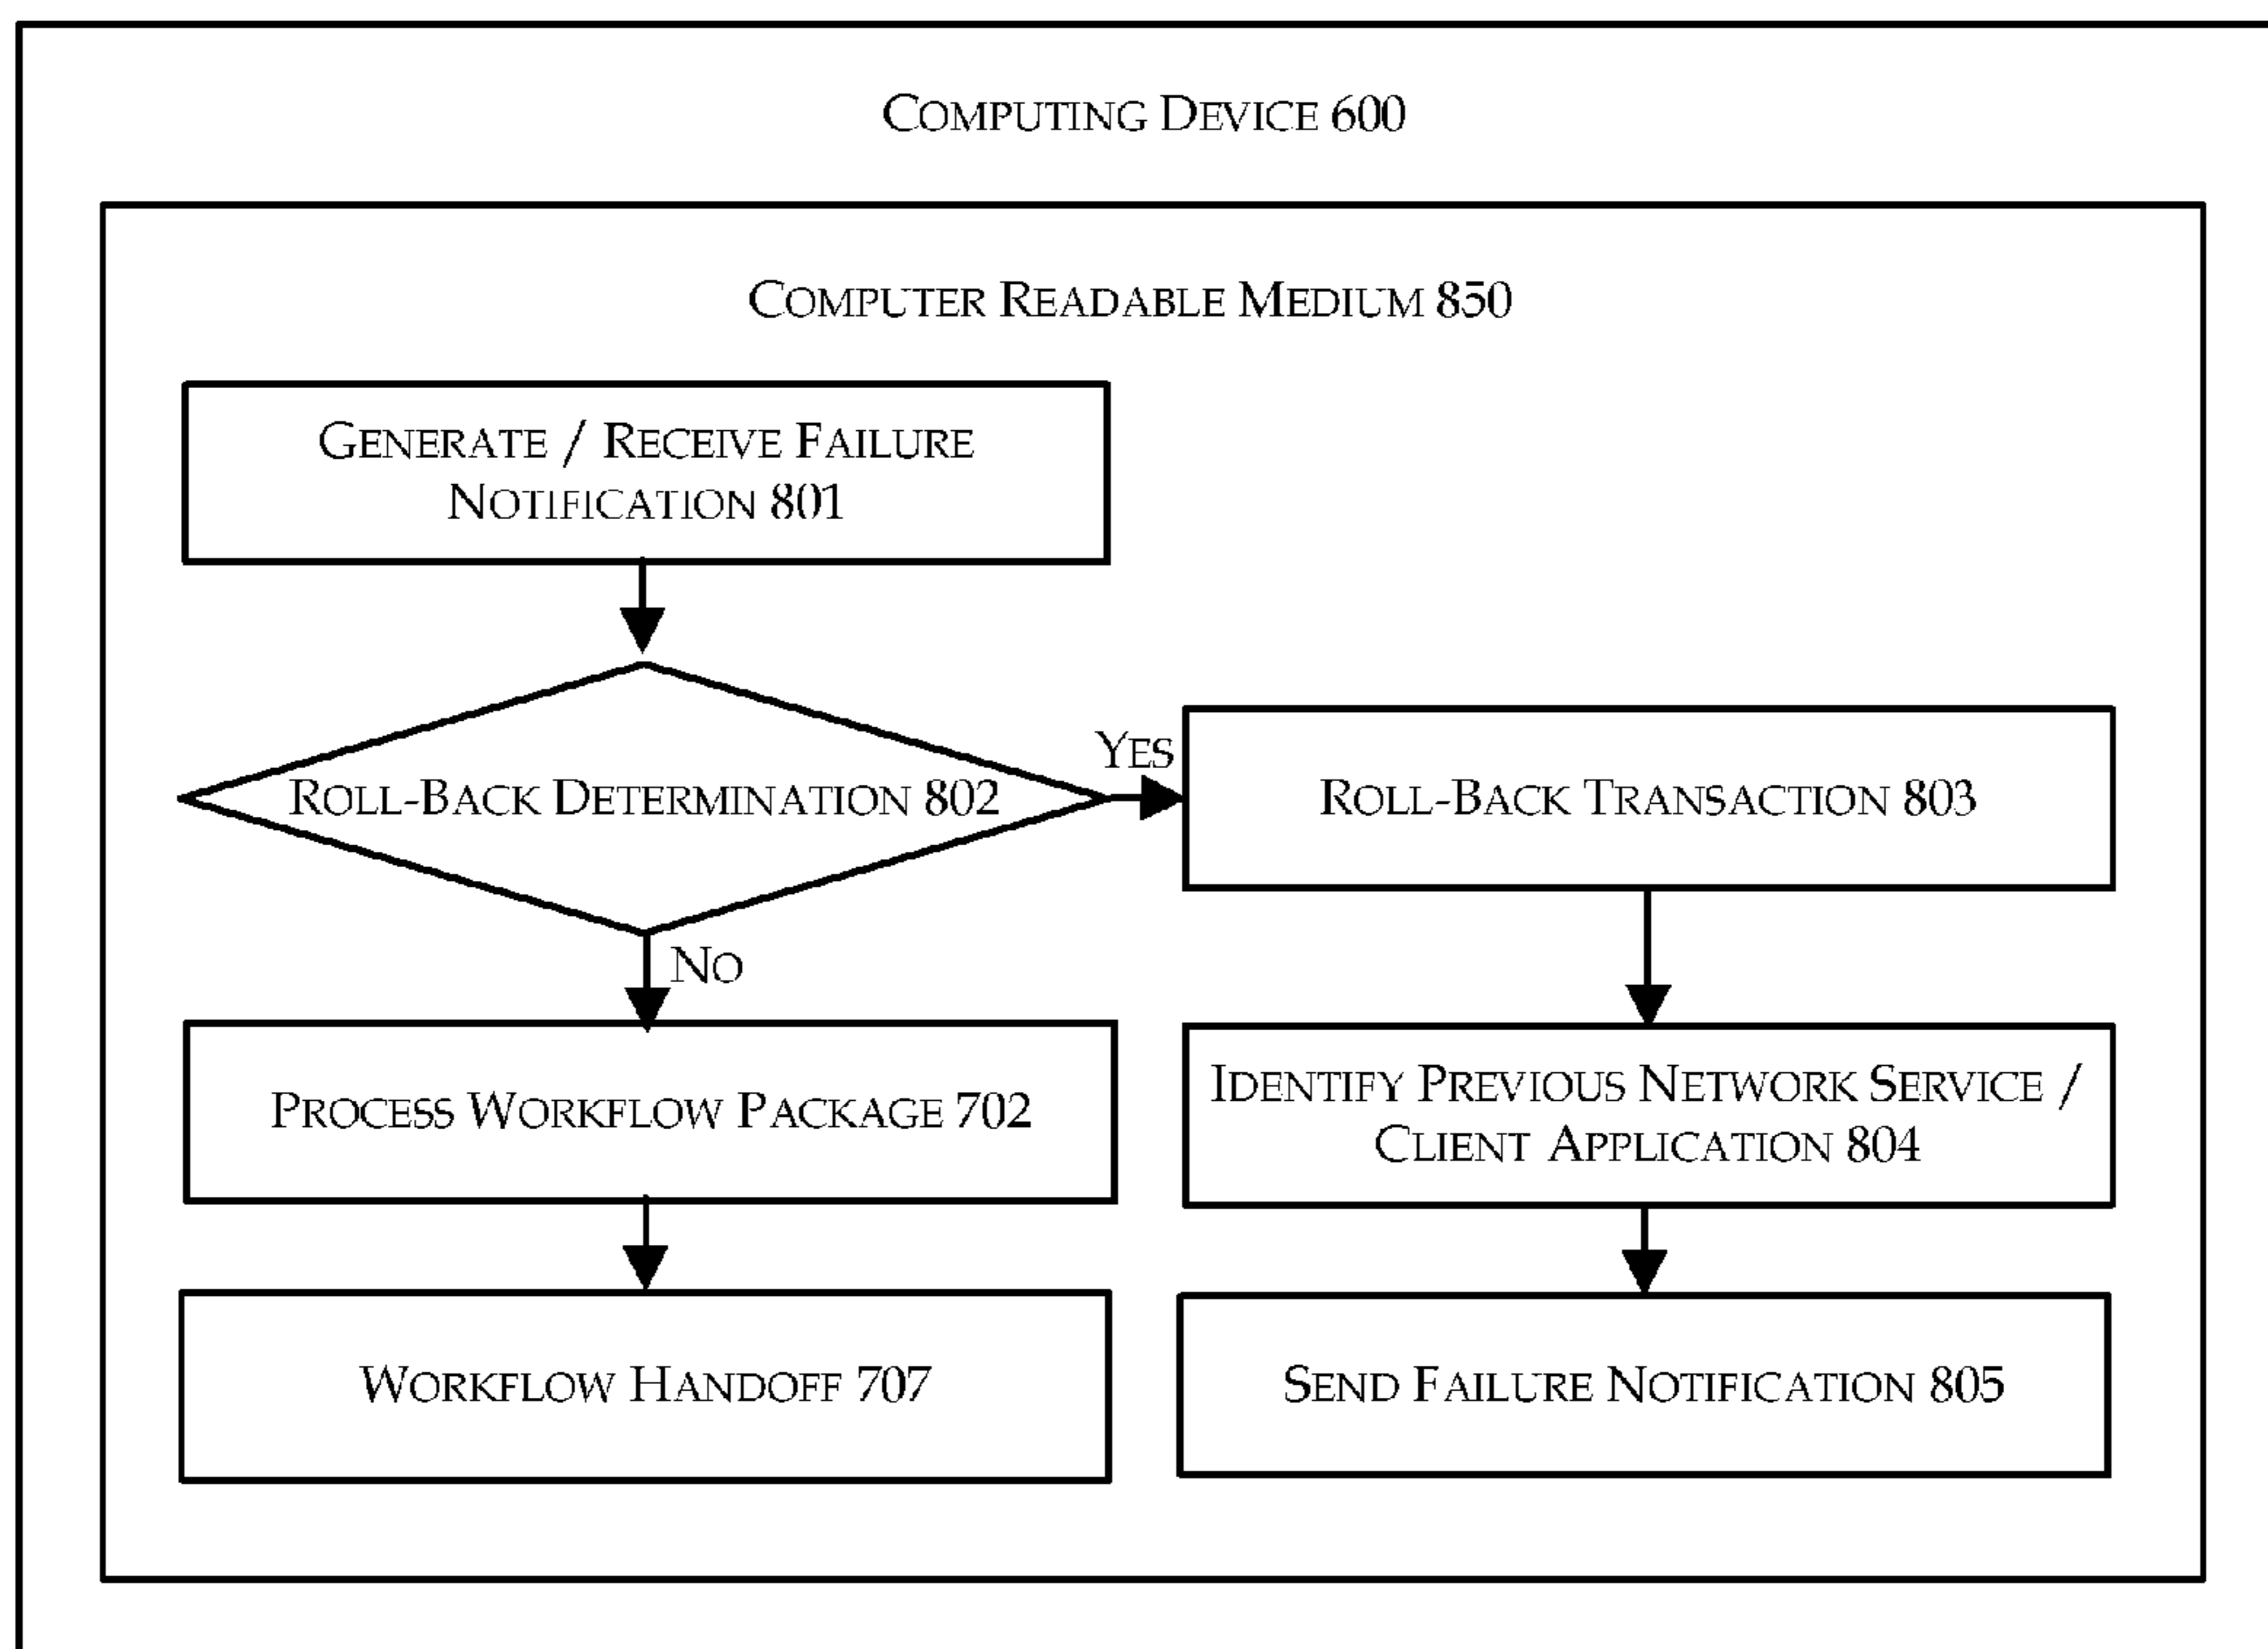 COMPUTING DEVICE 600
COMPUTER READABLE MEDIUM 850
GENERATE / RECEIVE FAILURE
NOTIFICATION 801
ROLL-BACK DETERMINATION 802
YES
ROLL-BACK TRANSACTION 803
NO
PROCESS WORKFLOW PACKAGE 702
IDENTIFY PREVIOUS NETWORK SERVICE /
CLIENT APPLICATION 804
WORKFLOW HANDOFF 707
SEND FAILURE NOTIFICATION 805